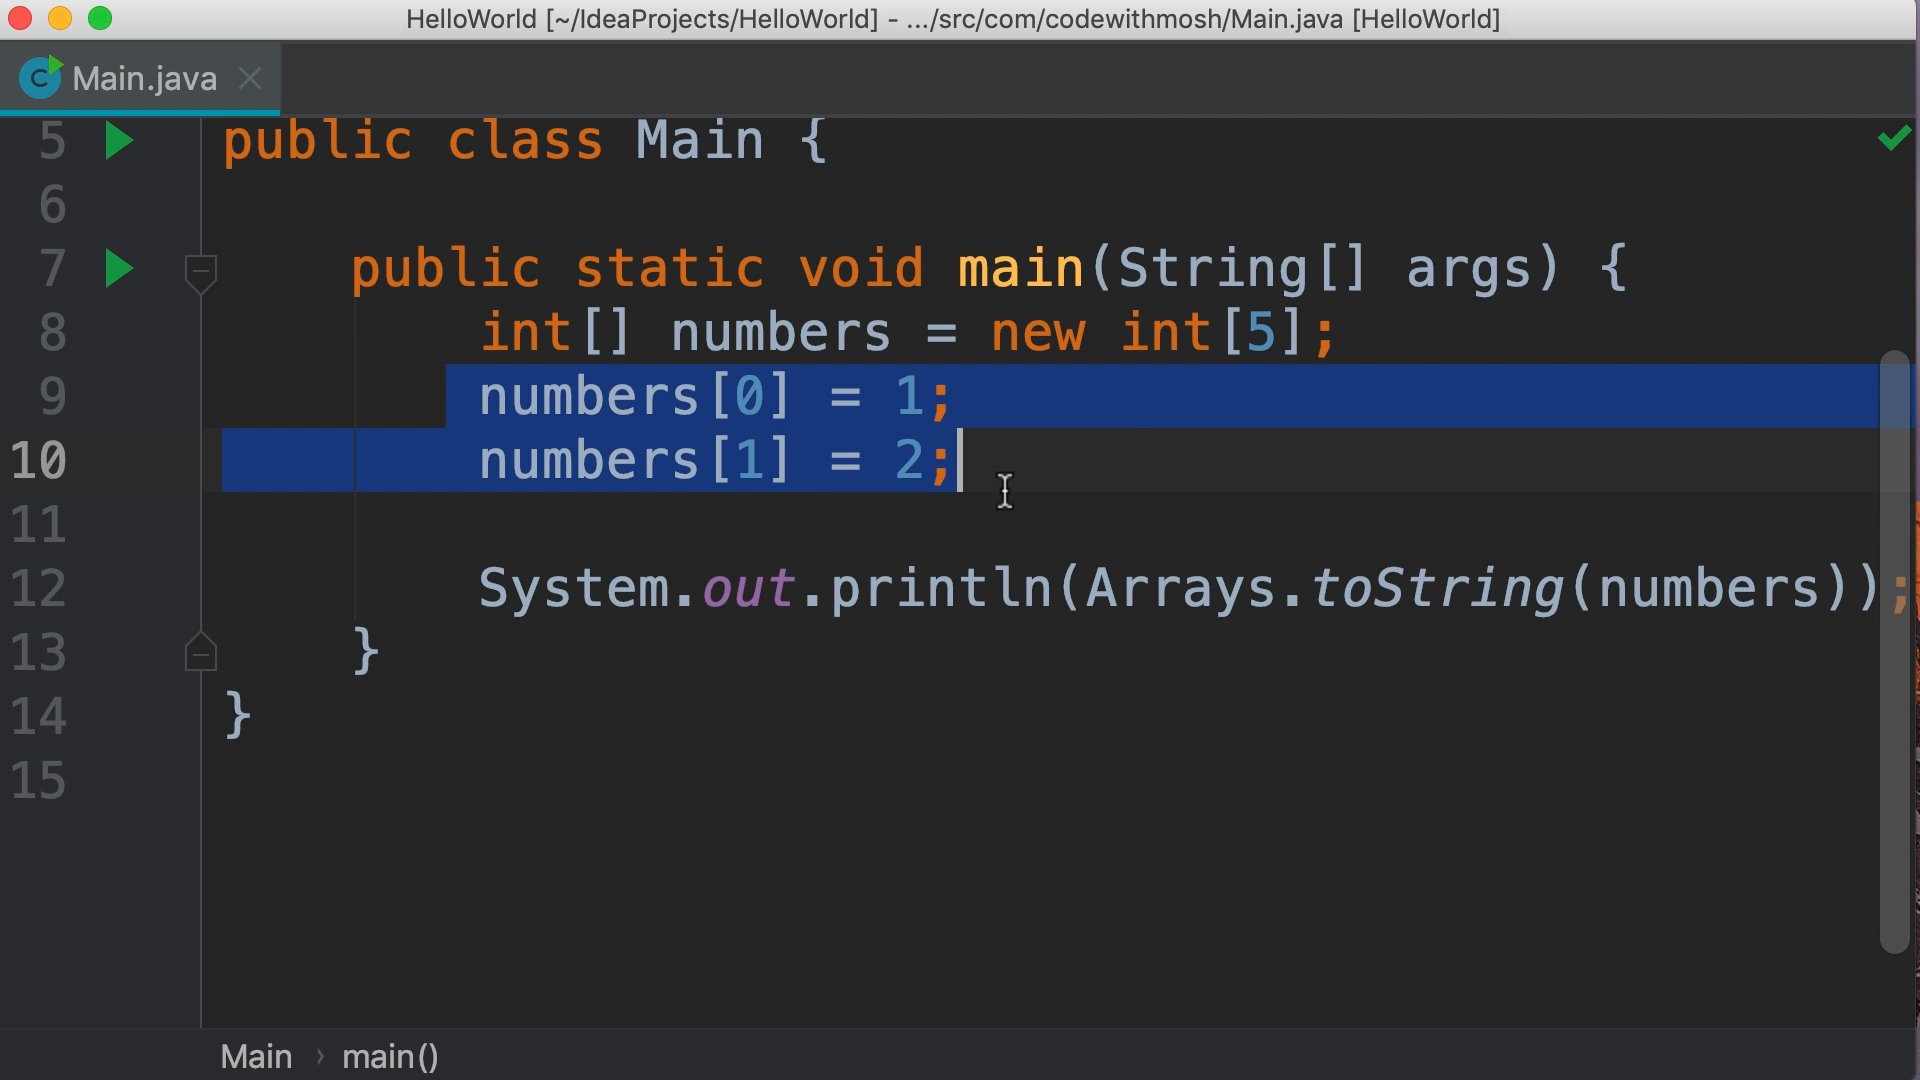 HelloWorld [~/IdeaProjects/HelloWorld] - .../src/com/codewithmosh/Main.java [HelloWorld]
C Main.java
5 public class Main {
6
7 public static void main(String[] args) {
8 int[] numbers = new int[5];
9 numbers[0] = 1;
10 numbers[1] = 2;
11
12 System.out.println(Arrays.toString(numbers));
13 }
14 }
15
Main › main()